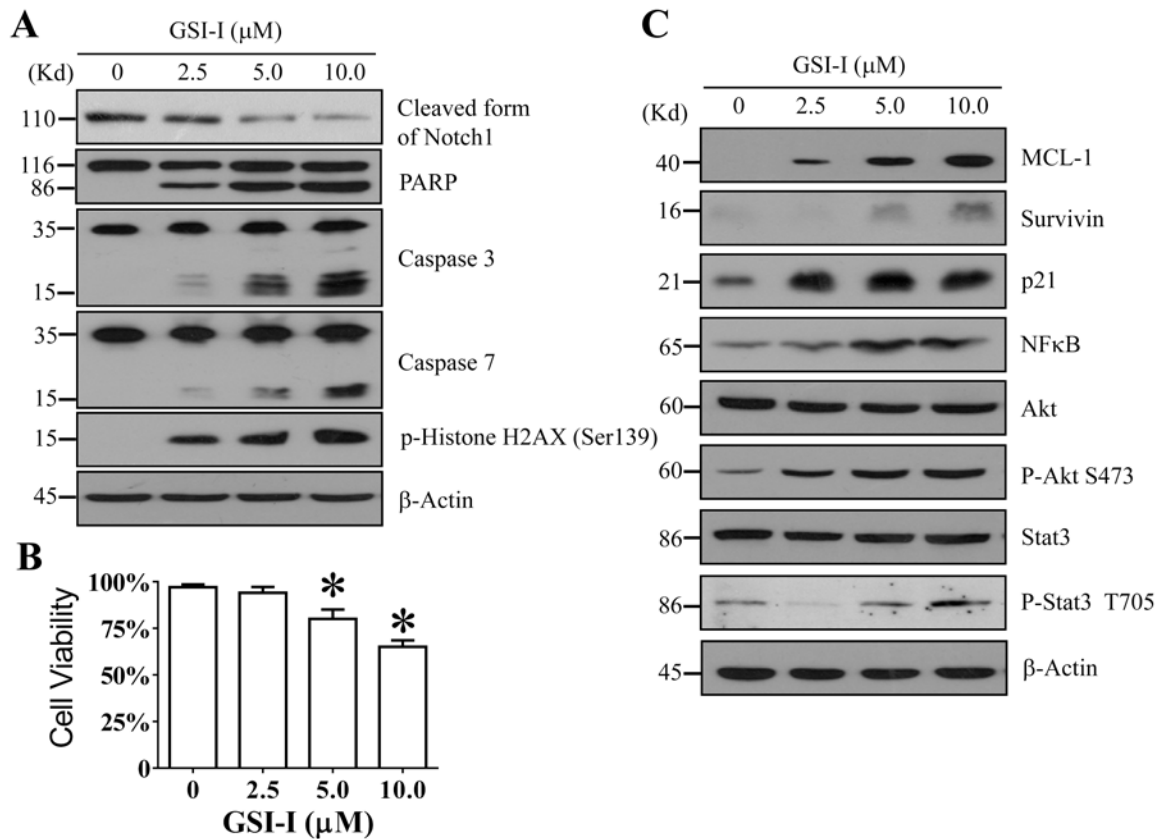 A
GSI-I (μM)
(Kd) 0 2.5 5.0 10.0
110 Cleaved form
of Notch1
116
86 PARP
35
Caspase 3
15
35
Caspase 7
15
15 p-Histone H2AX (Ser139)
45 β-Actin
B
100%
75%
50%
25%
0
Cell Viability
* *
0 2.5 5.0 10.0
GSI-I (μM)
C
GSI-I (μM)
0 2.5 5.0 10.0
(Kd)
40 MCL-1
16 Survivin
21 p21
65 NFκB
60 Akt
60 P-Akt S473
86 Stat3
86 P-Stat3 T705
45 β-Actin